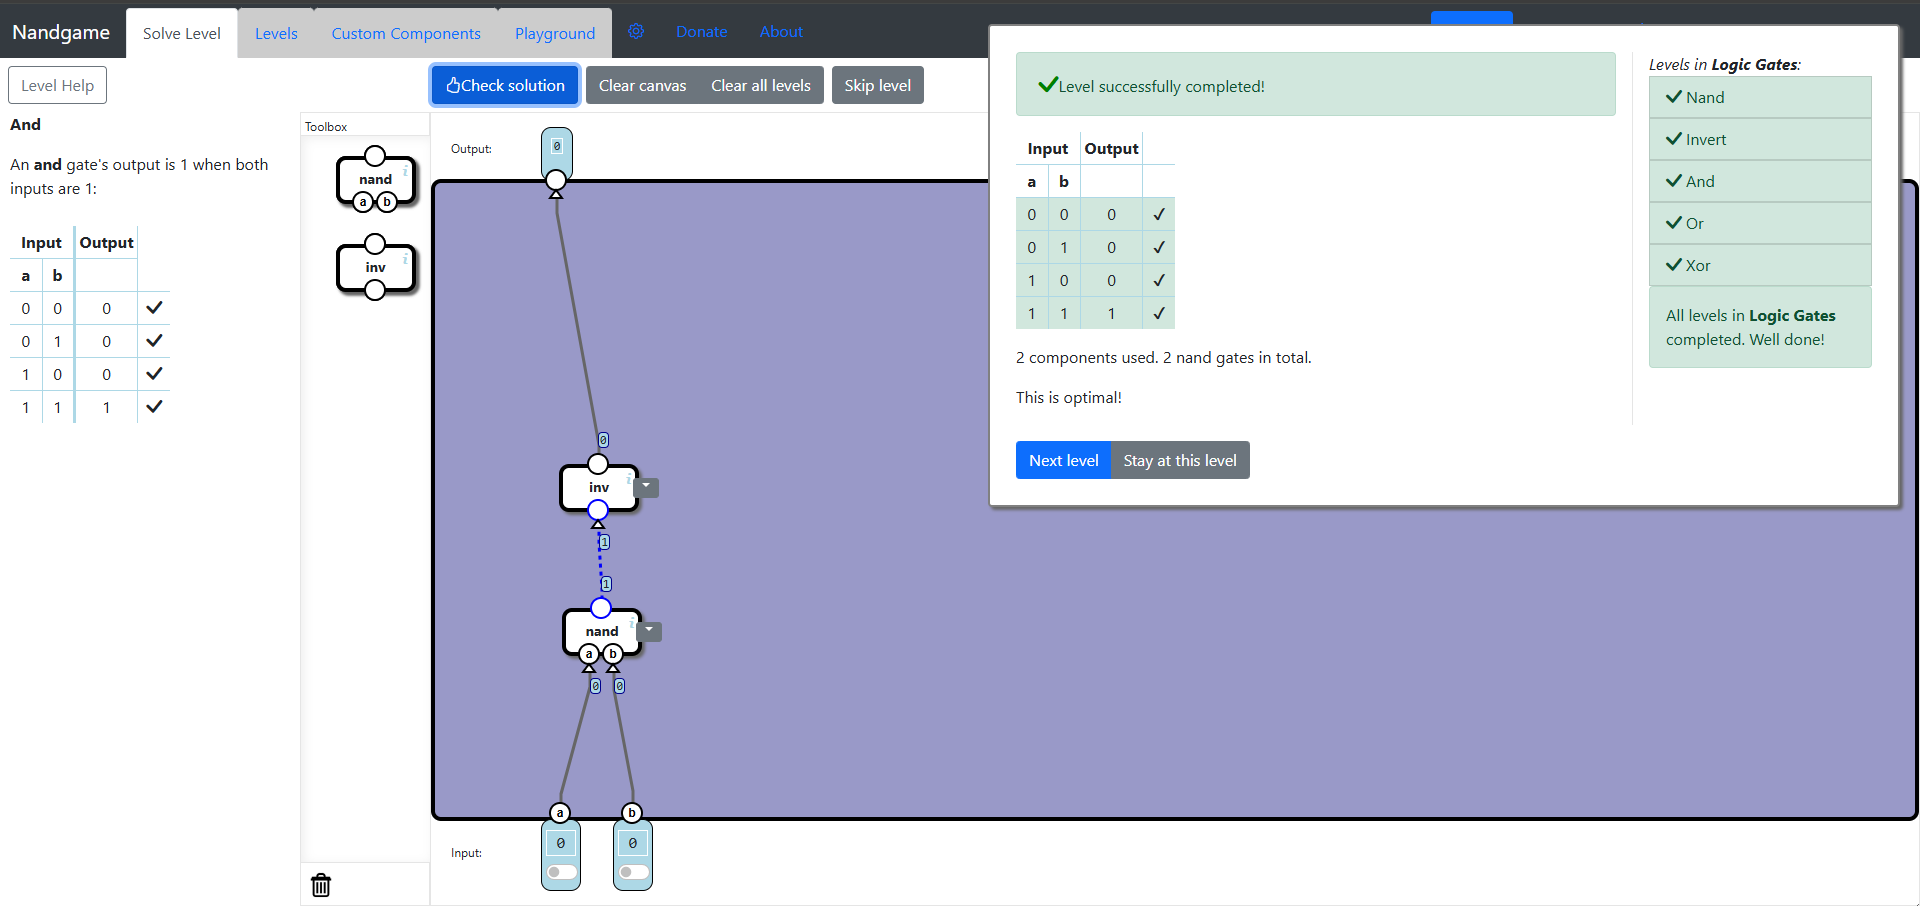 Nandgame
Solve Level
Levels
Custom Components
Playground
Donate
About
Level Help
Check solution
Clear canvas
Clear all levels
Skip level
And
An and gate's output is 1 when both
inputs are 1:
Input Output
a b
0 0 0
0 1 0
1 0 0
1 1 1
Toolbox
nand
i
a b
inv
i
Output:
0
0
inv
i
1
1
nand
i
a b
0 0
a b
Input:
0 0
Level successfully completed!
Input Output
a b
0 0 0
0 1 0
1 0 0
1 1 1
2 components used. 2 nand gates in total.
This is optimal!
Next level
Stay at this level
Levels in Logic Gates:
Nand
Invert
And
Or
Xor
All levels in Logic Gates
completed. Well done!